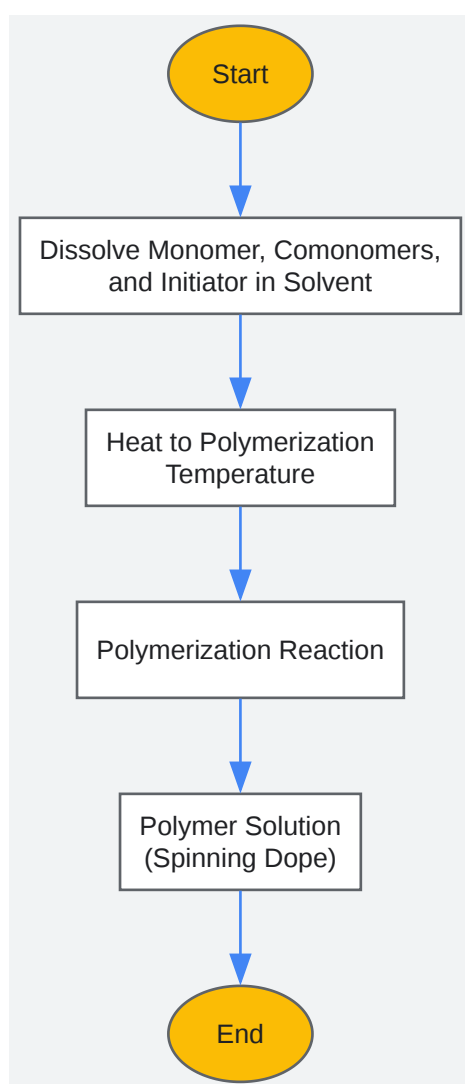 Start
Dissolve Monomer, Comonomers,
and Initiator in Solvent
Heat to Polymerization
Temperature
Polymerization Reaction
Polymer Solution
(Spinning Dope)
End